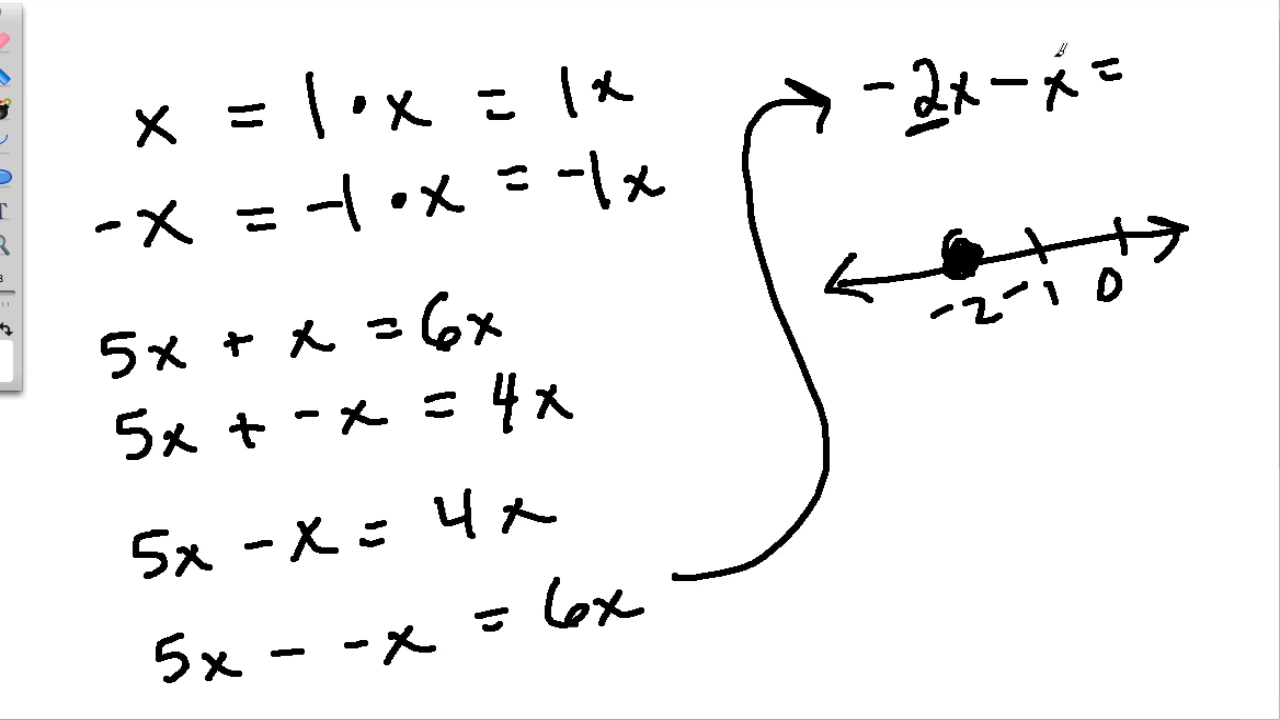 x = 1 · x = 1x
-x = -1 · x = -1x
5x + x = 6x
5x + -x = 4x
5x - x = 4x
5x - -x = 6x
-2x - x =
-2 -1 0